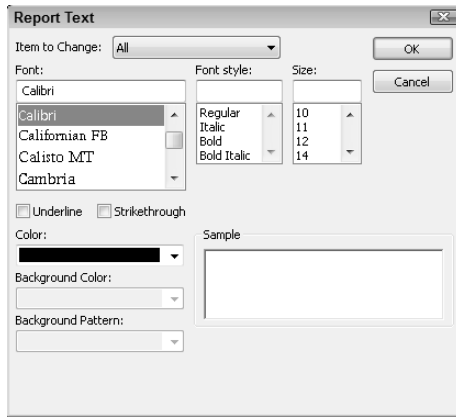 Report Text
Item to Change: All
OK
Font: Font style: Size:
Cancel
Calibri
Calibri Regular 10
Californian FB Italic 11
Calisto MT Bold 12
Cambria Bold Italic 14
Underline Strikethrough
Color: Sample
Background Color:
Background Pattern: